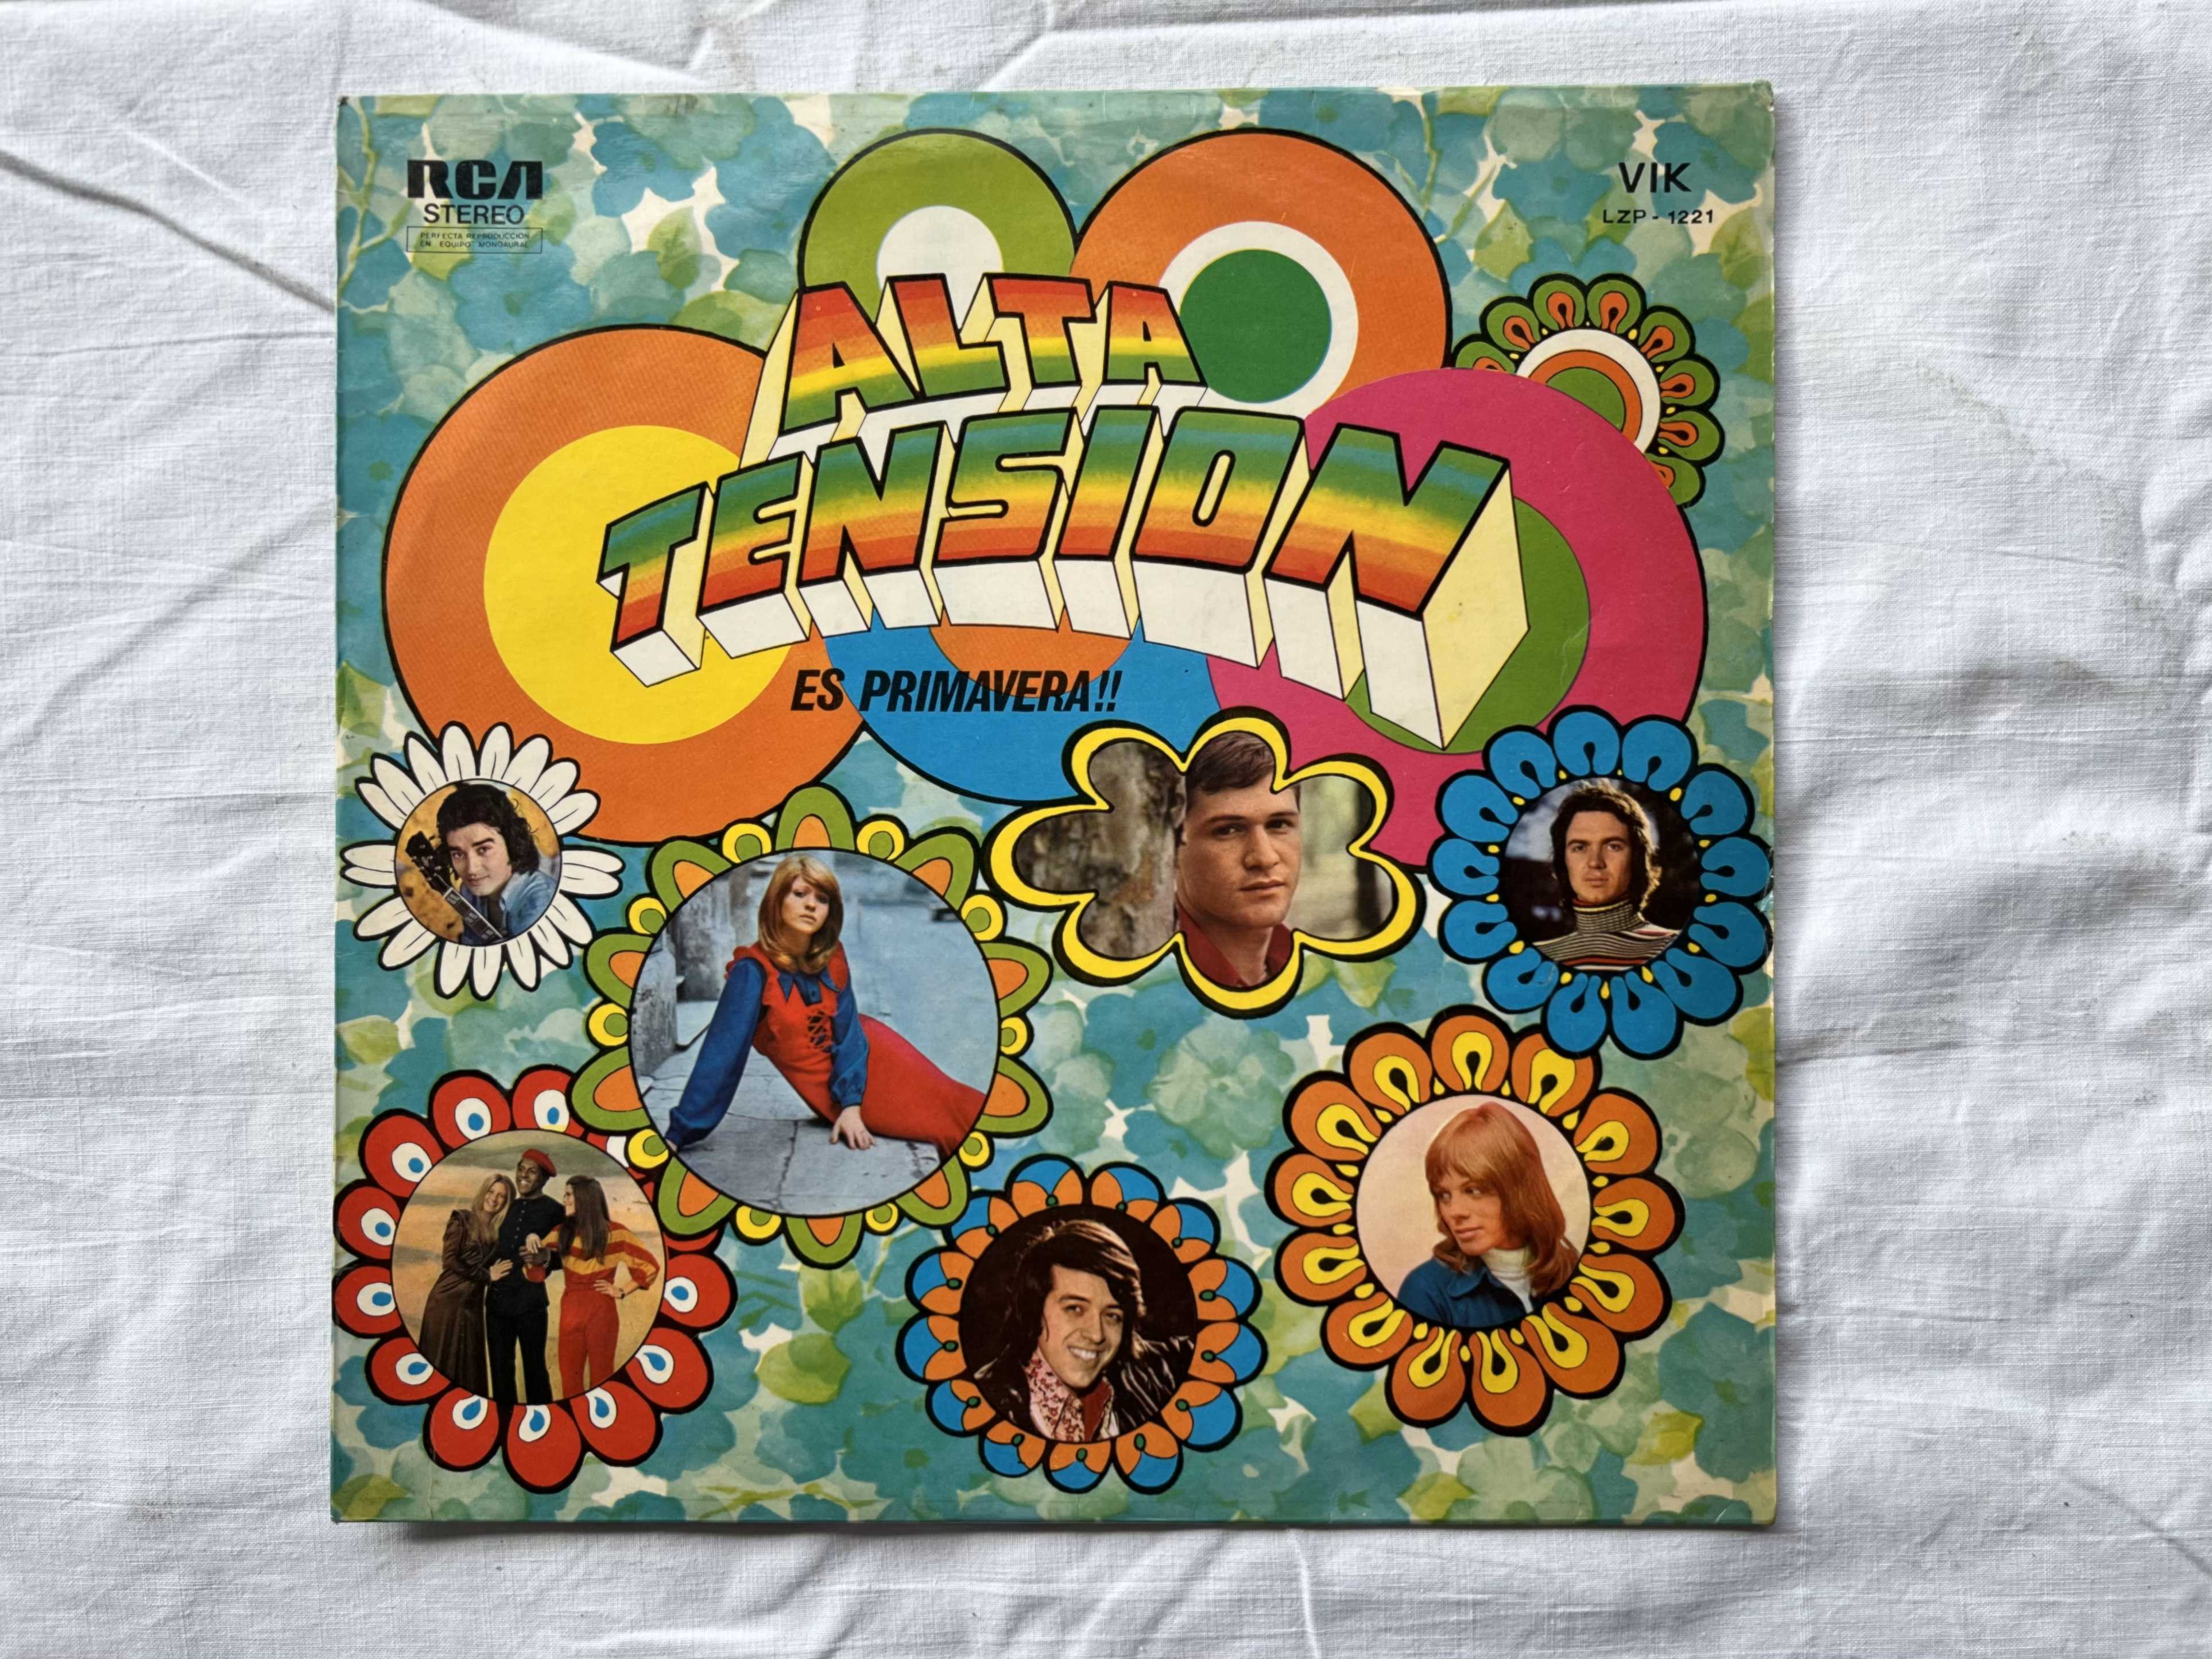 RCA
STEREO
PERFECTA REPRODUCCION
EN EQUIPO MONOAURAL
VIK
LZP - 1221
ALTA
TENSION
ES PRIMAVERA!!